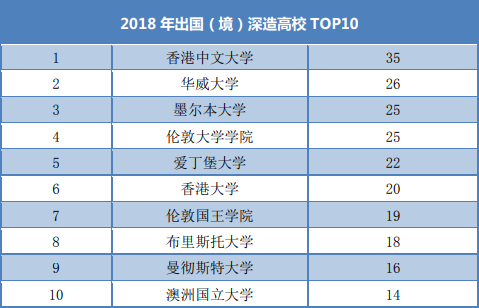 2018 年出国（境）深造高校 TOP10
1 香港中文大学 35
2 华威大学 26
3 墨尔本大学 25
4 伦敦大学学院 25
5 爱丁堡大学 22
6 香港大学 20
7 伦敦国王学院 19
8 布里斯托大学 18
9 曼彻斯特大学 16
10 澳洲国立大学 14